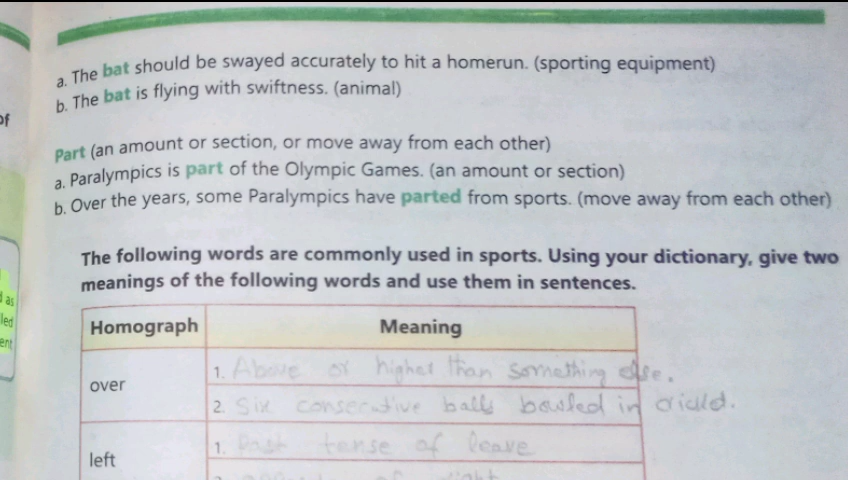 of
a. The bat should be swayed accurately to hit a homerun. (sporting equipment)
b. The bat is flying with swiftness. (animal)
Part (an amount or section, or move away from each other)
a. Paralympics is part of the Olympic Games. (an amount or section)
b. Over the years, some Paralympics have parted from sports. (move away from each other)
The following words are commonly used in sports. Using your dictionary, give two
meanings of the following words and use them in sentences.
Homograph Meaning
over
1. Above or higher than something else.
2. Six consecutive balls bowled in
left
1. Past tense of leave
of right